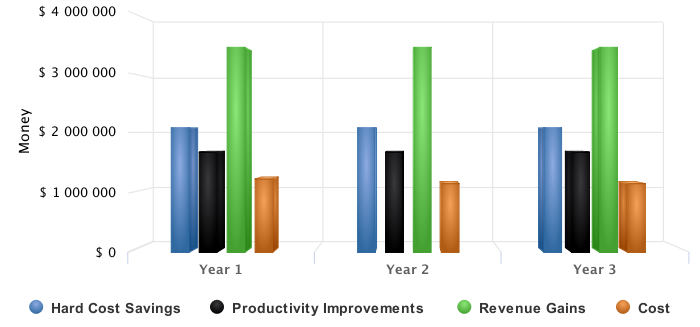 $ 4 000 000
$ 3 000 000
$ 2 000 000
$ 1 000 000
$ 0
Money
Year 1 Year 2 Year 3
Hard Cost Savings Productivity Improvements Revenue Gains Cost